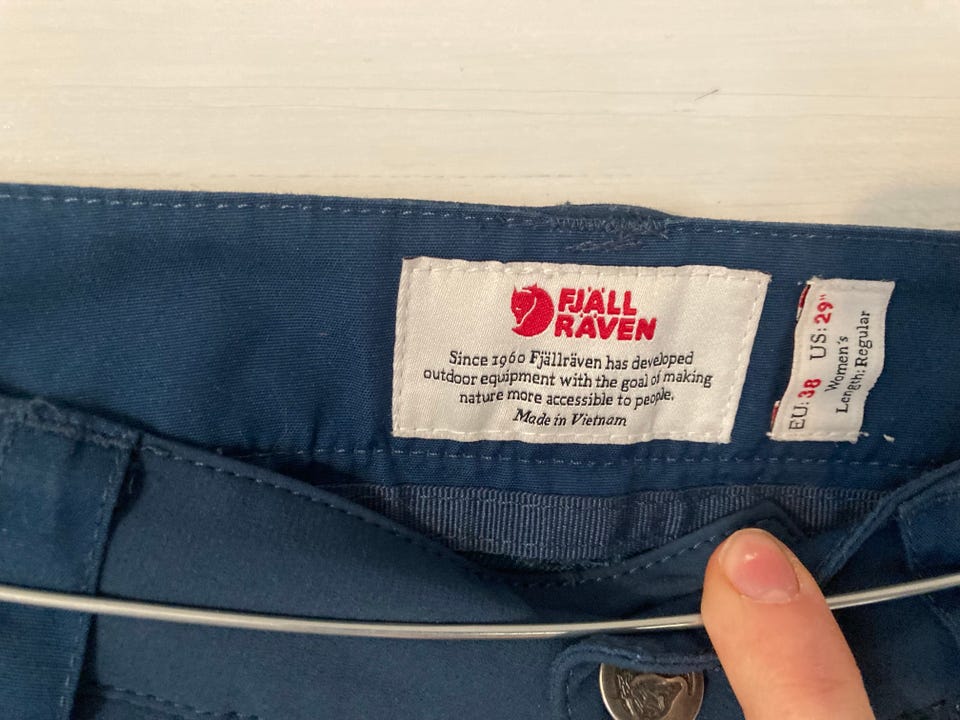 FJÄLL
RÄVEN
Since 1960 Fjällräven has developed
outdoor equipment with the goal of making
nature more accessible to people.
Made in Vietnam
EU: 38 US: 29"
Women's
Length: Regular